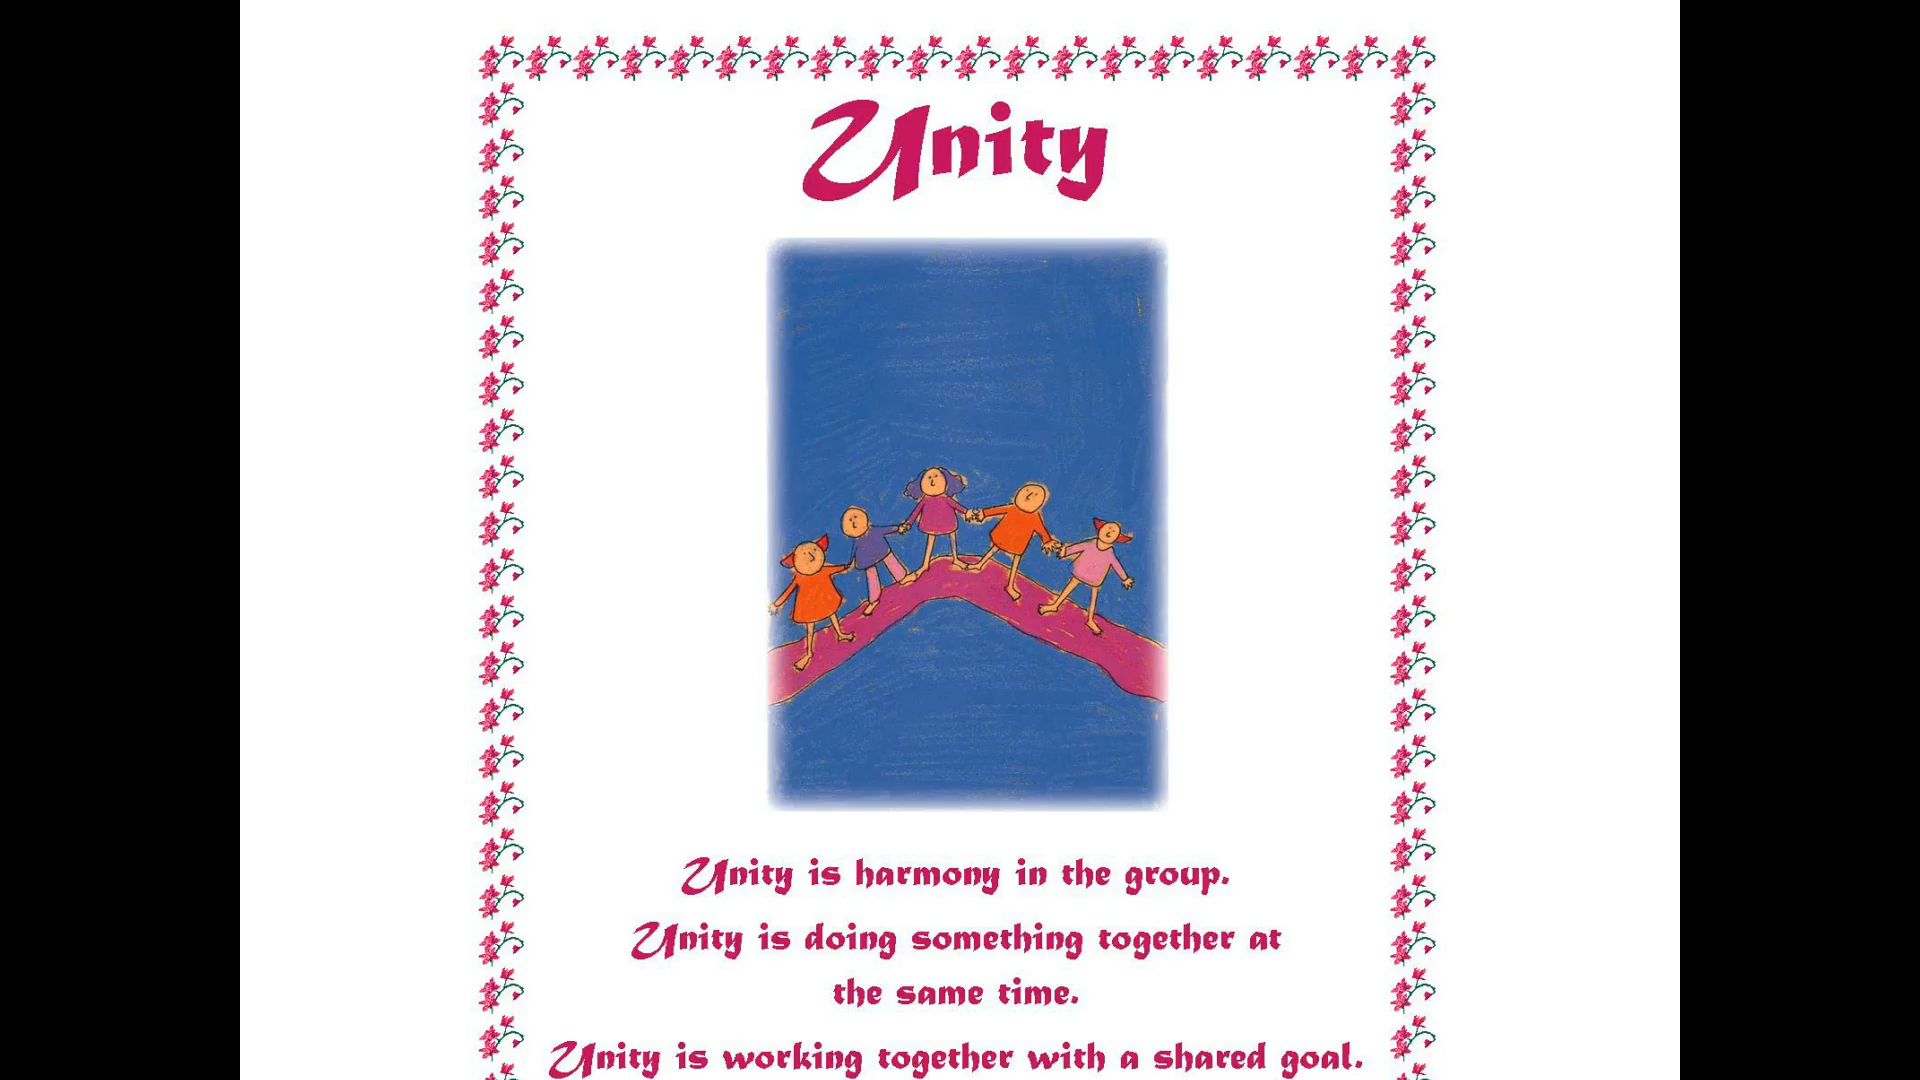 Unity
Unity is harmony in the group.
Unity is doing something together at
the same time.
Unity is working together with a shared goal.